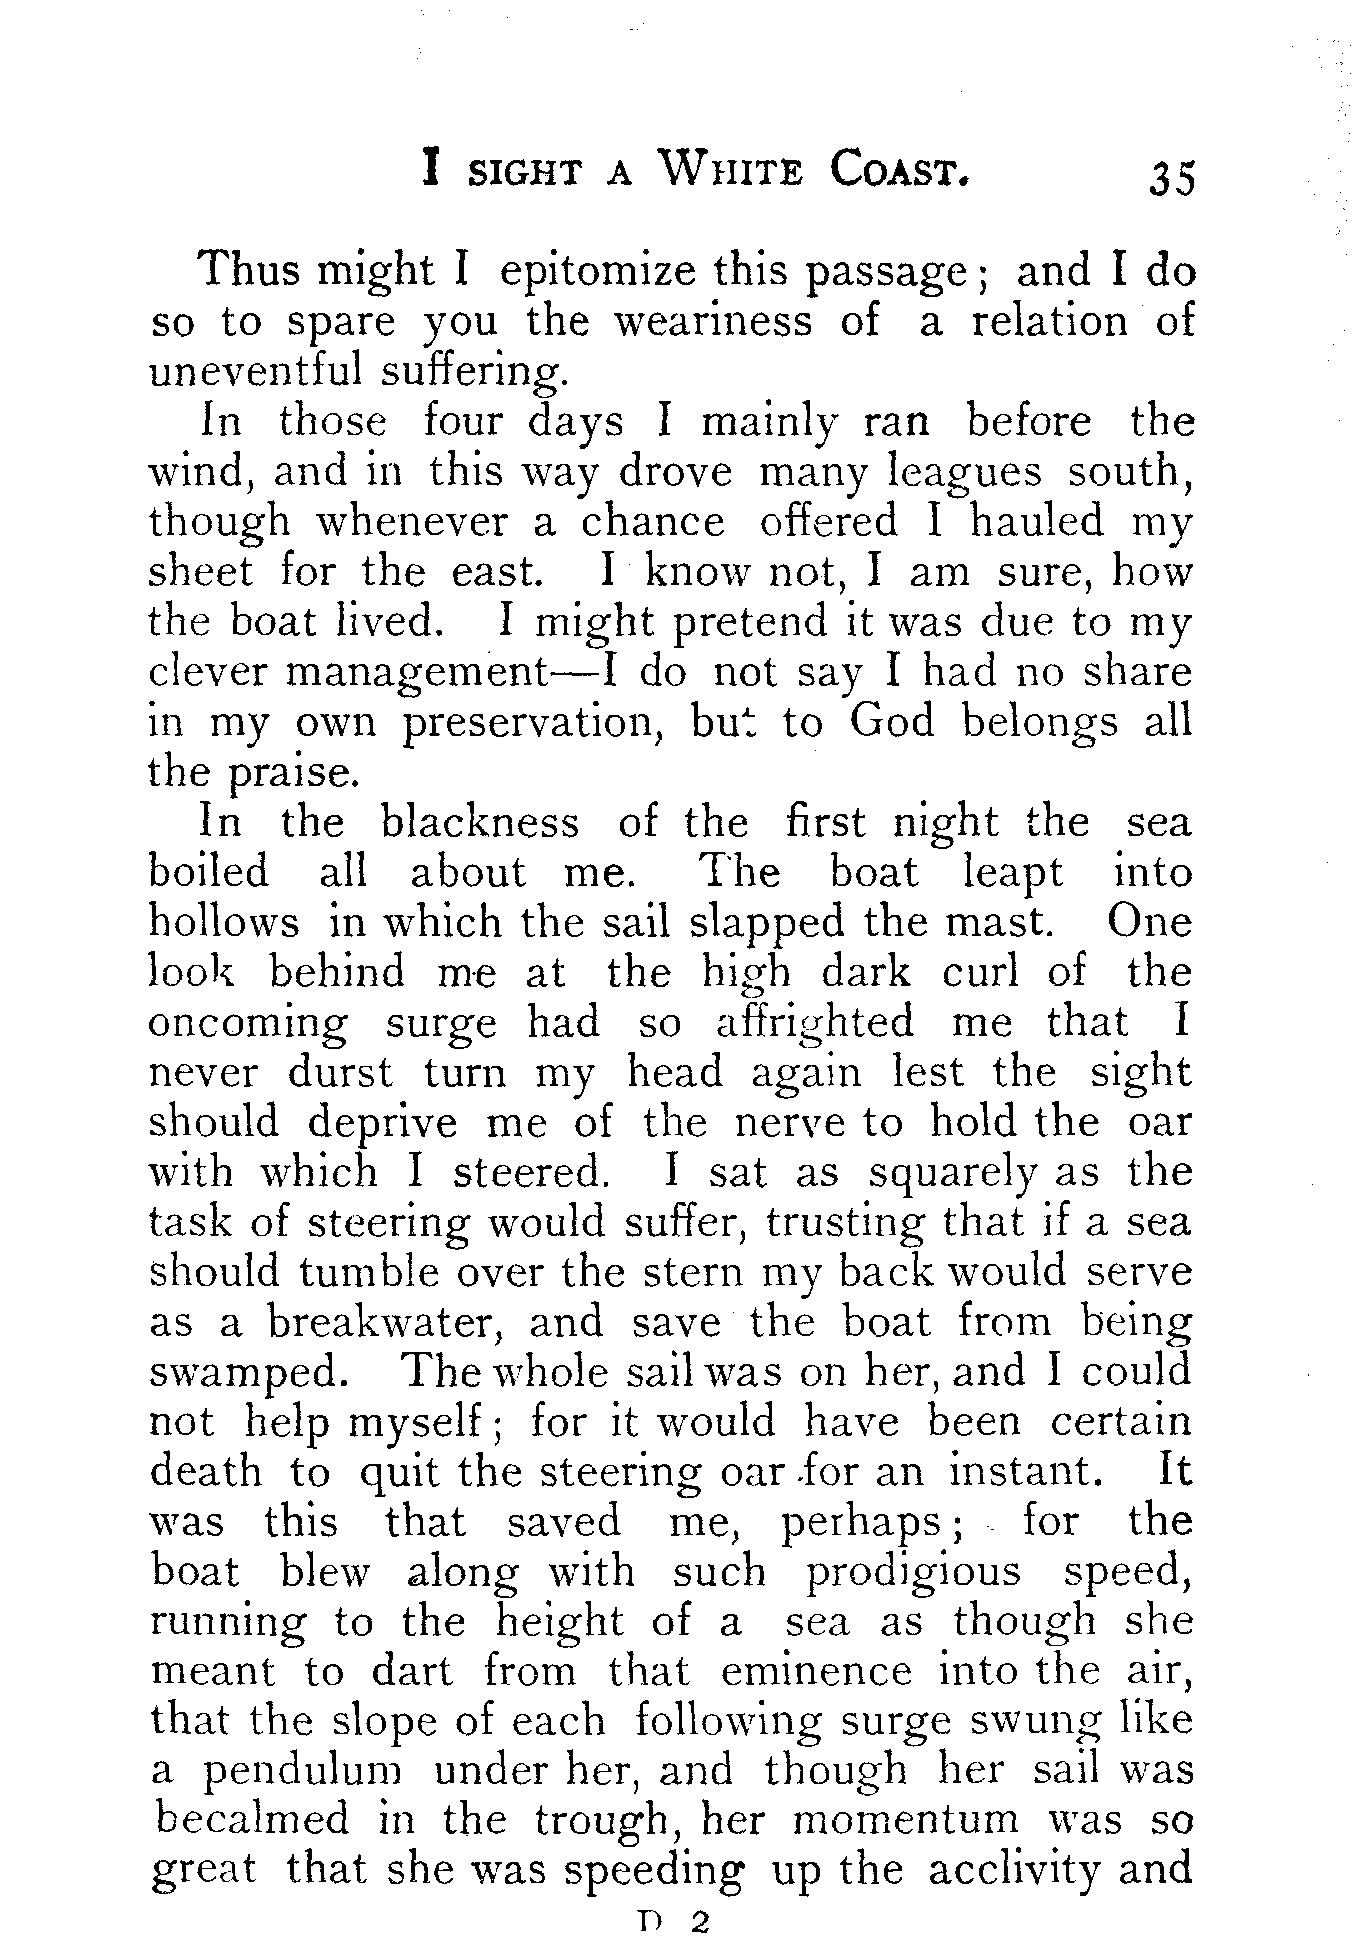 I SIGHT A WHITE COAST. 35
Thus might I epitomize this passage; and I do
so to spare you the weariness of a relation of
uneventful suffering.
In those four days I mainly ran before the
wind, and in this way drove many leagues south,
though whenever a chance offered I hauled my
sheet for the east. I know not, I am sure, how
the boat lived. I might pretend it was due to my
clever management—I do not say I had no share
in my own preservation, but to God belongs all
the praise.
In the blackness of the first night the sea
boiled all about me. The boat leapt into
hollows in which the sail slapped the mast. One
look behind me at the high dark curl of the
oncoming surge had so affrighted me that I
never durst turn my head again lest the sight
should deprive me of the nerve to hold the oar
with which I steered. I sat as squarely as the
task of steering would suffer, trusting that if a sea
should tumble over the stern my back would serve
as a breakwater, and save the boat from being
swamped. The whole sail was on her, and I could
not help myself; for it would have been certain
death to quit the steering oar for an instant. It
was this that saved me, perhaps; for the
boat blew along with such prodigious speed,
running to the height of a sea as though she
meant to dart from that eminence into the air,
that the slope of each following surge swung like
a pendulum under her, and though her sail was
becalmed in the trough, her momentum was so
great that she was speeding up the acclivity and
D 2